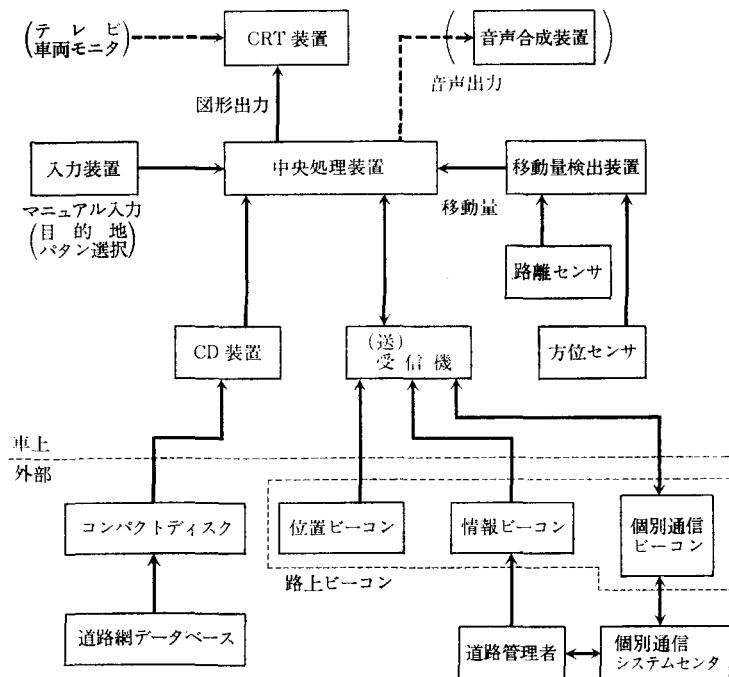 テレビ
車両モニタ
CRT 装置
音声合成装置
図形出力
音声出力
入力装置
中央処理装置
移動量検出装置
マニュアル入力
目的地
パタン選択
移動量
路離センサ
CD 装置
(送)
受信機
方位センサ
車上
外部
コンパクトディスク
位置ビーコン
情報ビーコン
個別通信
ビーコン
路上ビーコン
道路網データベース
道路管理者
個別通信
システムセンタ